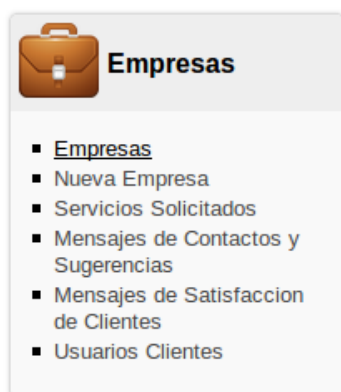 Empresas
Empresas
Nueva Empresa
Servicios Solicitados
Mensajes de Contactos y
Sugerencias
Mensajes de Satisfaccion
de Clientes
Usuarios Clientes